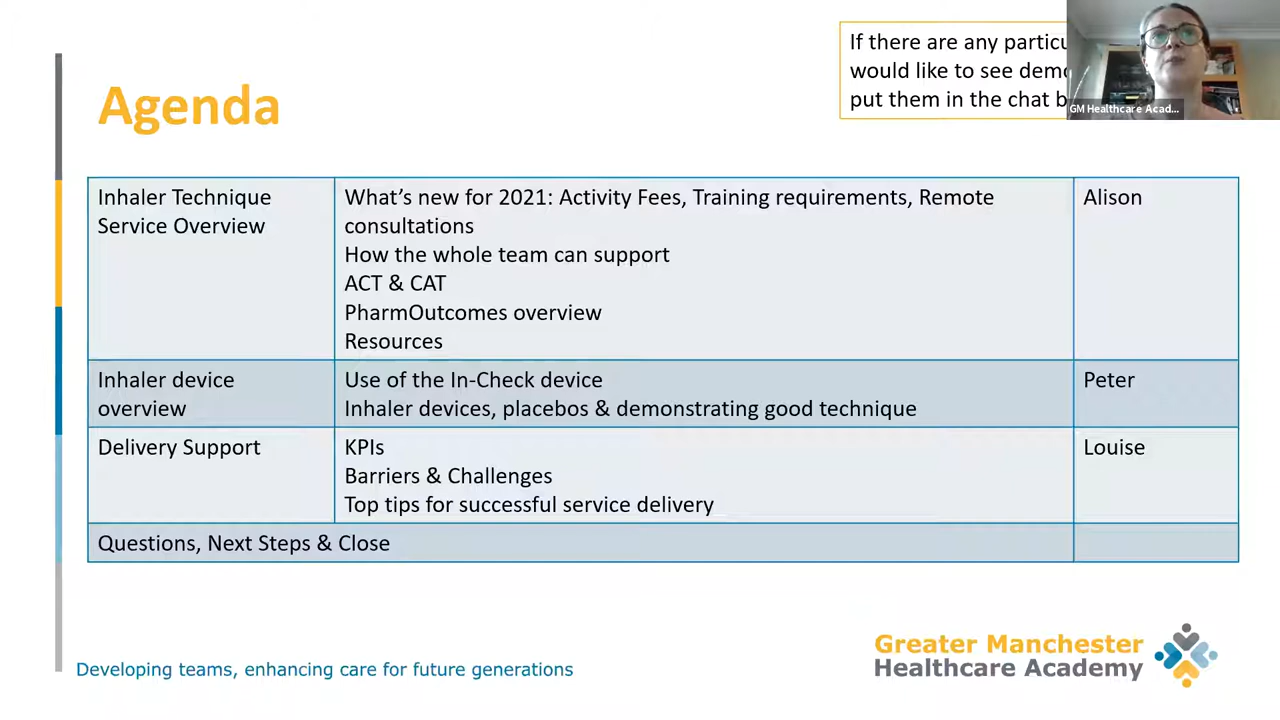 If there are any particu
would like to see demo
put them in the chat b
GM Healthcare Acad...
Agenda
Inhaler Technique
Service Overview
What's new for 2021: Activity Fees, Training requirements, Remote
consultations
How the whole team can support
ACT & CAT
PharmOutcomes overview
Resources
Alison
Inhaler device
overview
Use of the In-Check device
Inhaler devices, placebos & demonstrating good technique
Peter
Delivery Support
KPIs
Barriers & Challenges
Top tips for successful service delivery
Louise
Questions, Next Steps & Close
Developing teams, enhancing care for future generations
Greater Manchester
Healthcare Academy